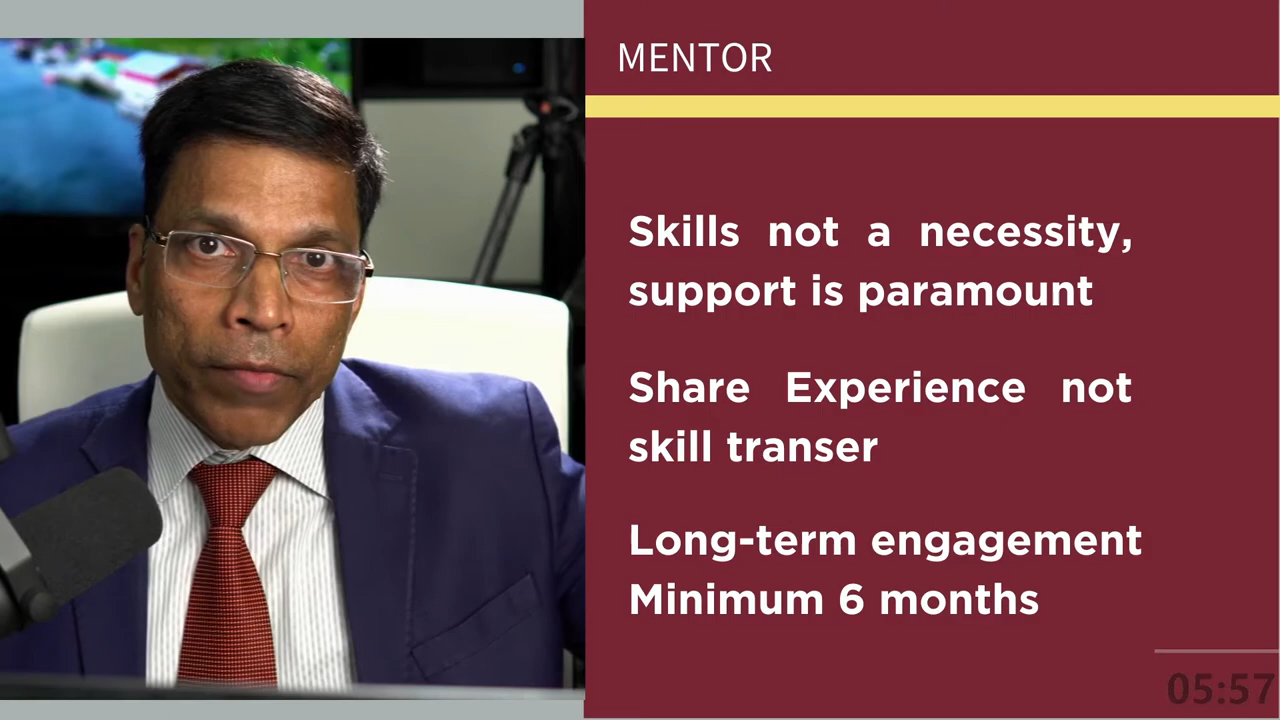 MENTOR
Skills not a necessity,
support is paramount
Share Experience not
skill transer
Long-term engagement
Minimum 6 months
05:57